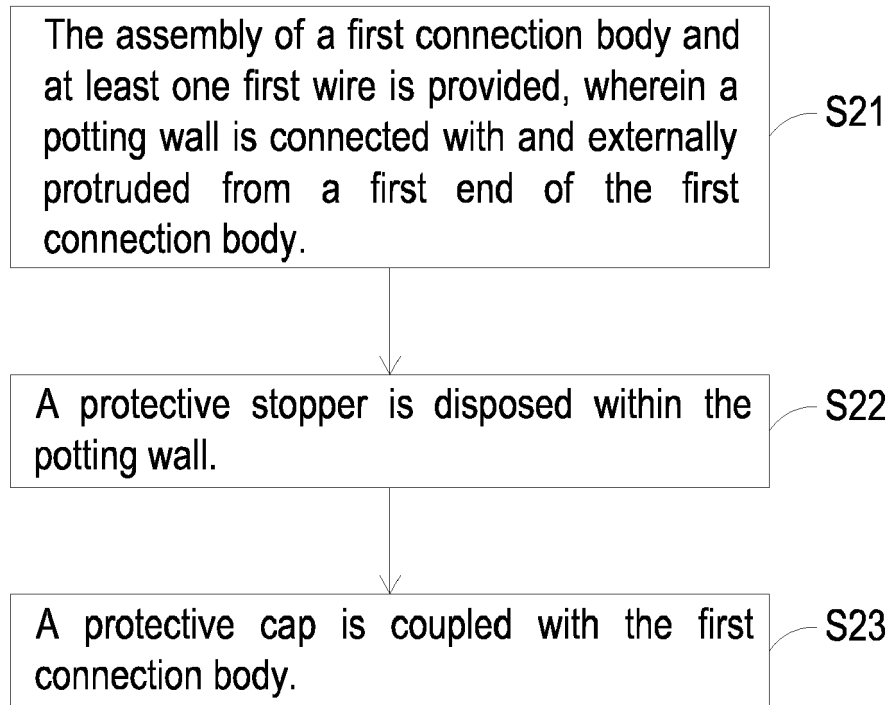 The assembly of a first connection body and
at least one first wire is provided, wherein a
potting wall is connected with and externally
protruded from a first end of the first
connection body.
S21
A protective stopper is disposed within the
potting wall.
S22
A protective cap is coupled with the first
connection body.
S23